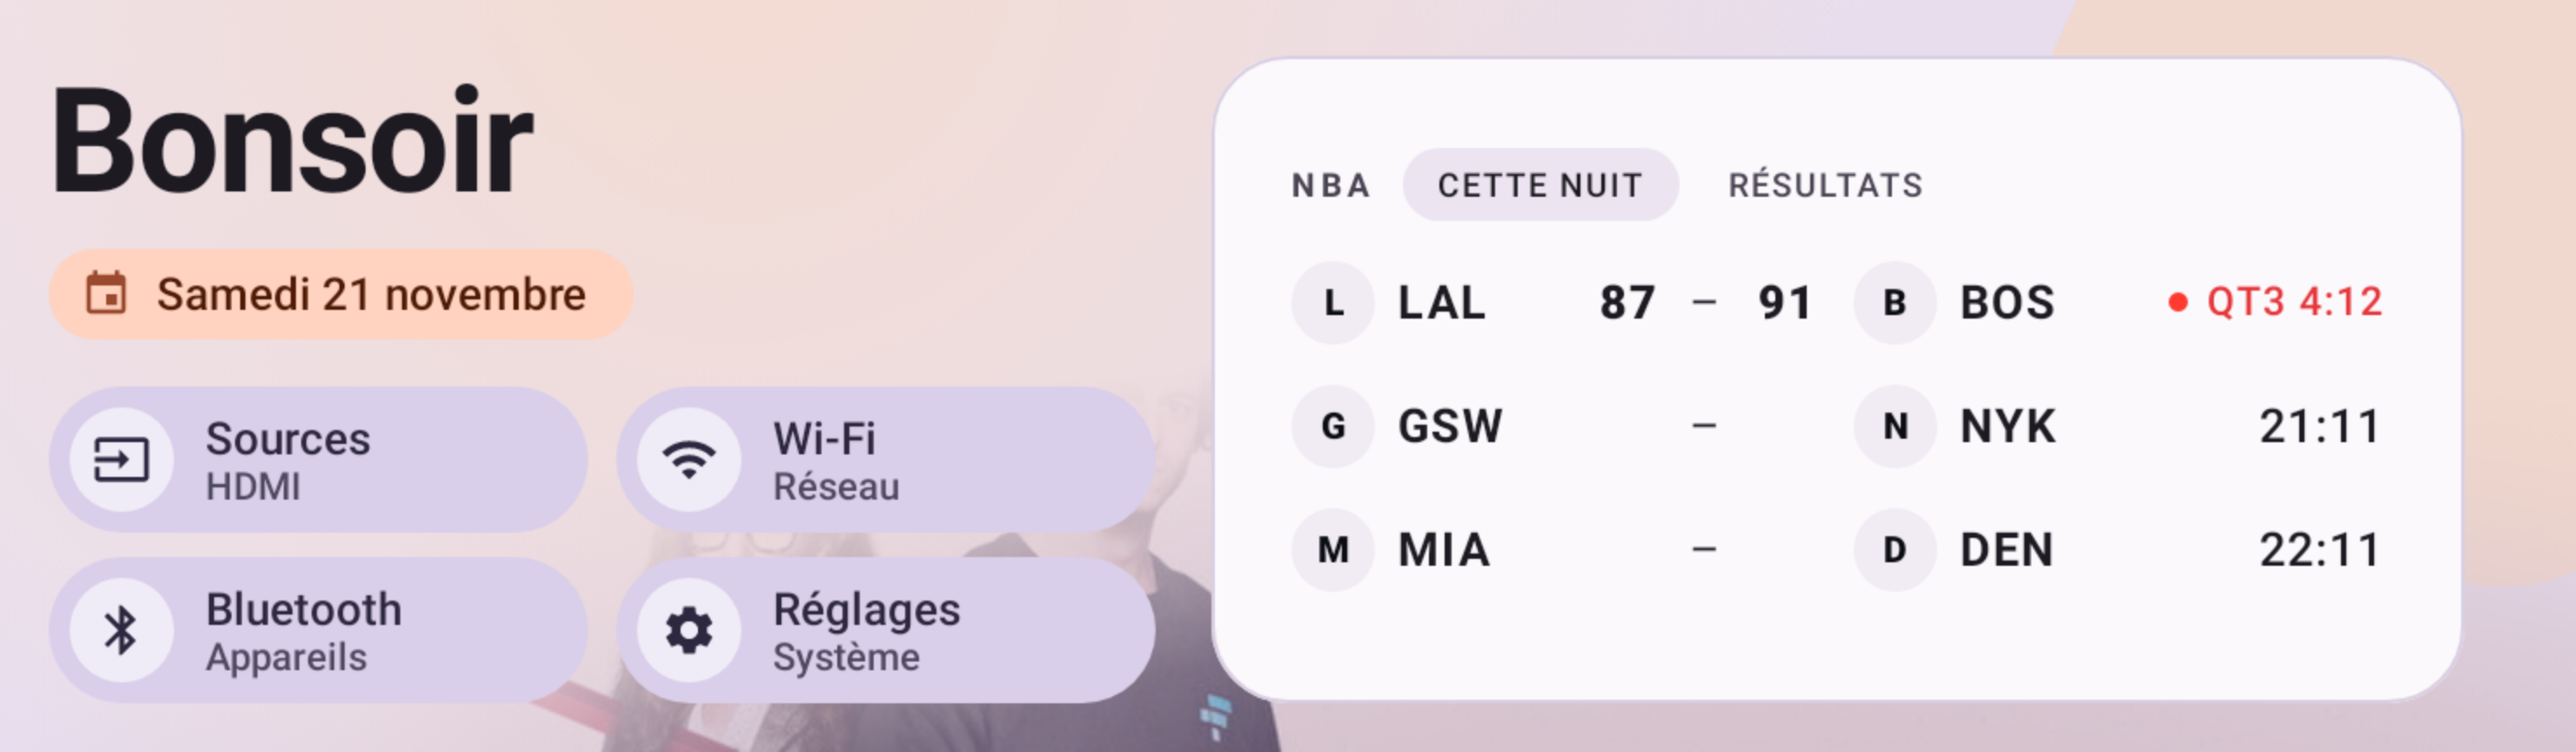 Bonsoir
Samedi 21 novembre
Sources
HDMI
Wi-Fi
Réseau
Bluetooth
Appareils
Réglages
Système
NBA CETTE NUIT RÉSULTATS
L LAL 87 – 91 B BOS QT3 4:12
G GSW – N NYK 21:11
M MIA – D DEN 22:11